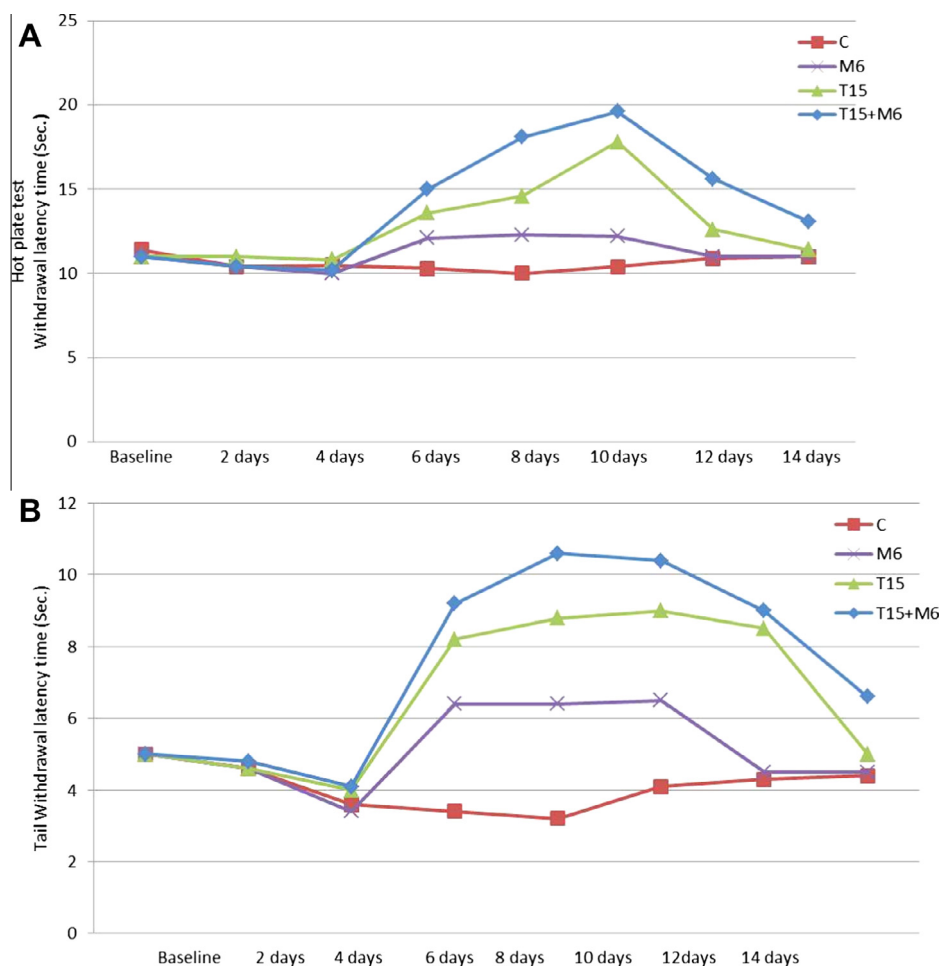 A
Hot plate test
Withdrawal latency time (Sec.)
25
20
15
10
5
0
C
M6
T15
T15+M6
Baseline 2 days 4 days 6 days 8 days 10 days 12 days 14 days
B
Tail Withdrawal latency time (Sec.)
12
10
8
6
4
2
0
C
M6
T15
T15+M6
Baseline 2 days 4 days 6 days 8 days 10 days 12days 14 days